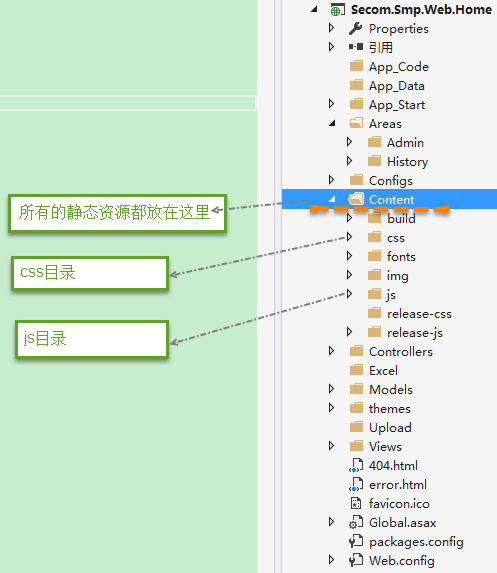 Secom.Smp.Web.Home
Properties
引用
App_Code
App_Data
App_Start
Areas
Admin
History
Configs
Content
build
css
fonts
img
js
release-css
release-js
Controllers
Excel
Models
themes
Upload
Views
404.html
error.html
favicon.ico
Global.asax
packages.config
Web.config
所有的静态资源都放在这里
css目录
js目录